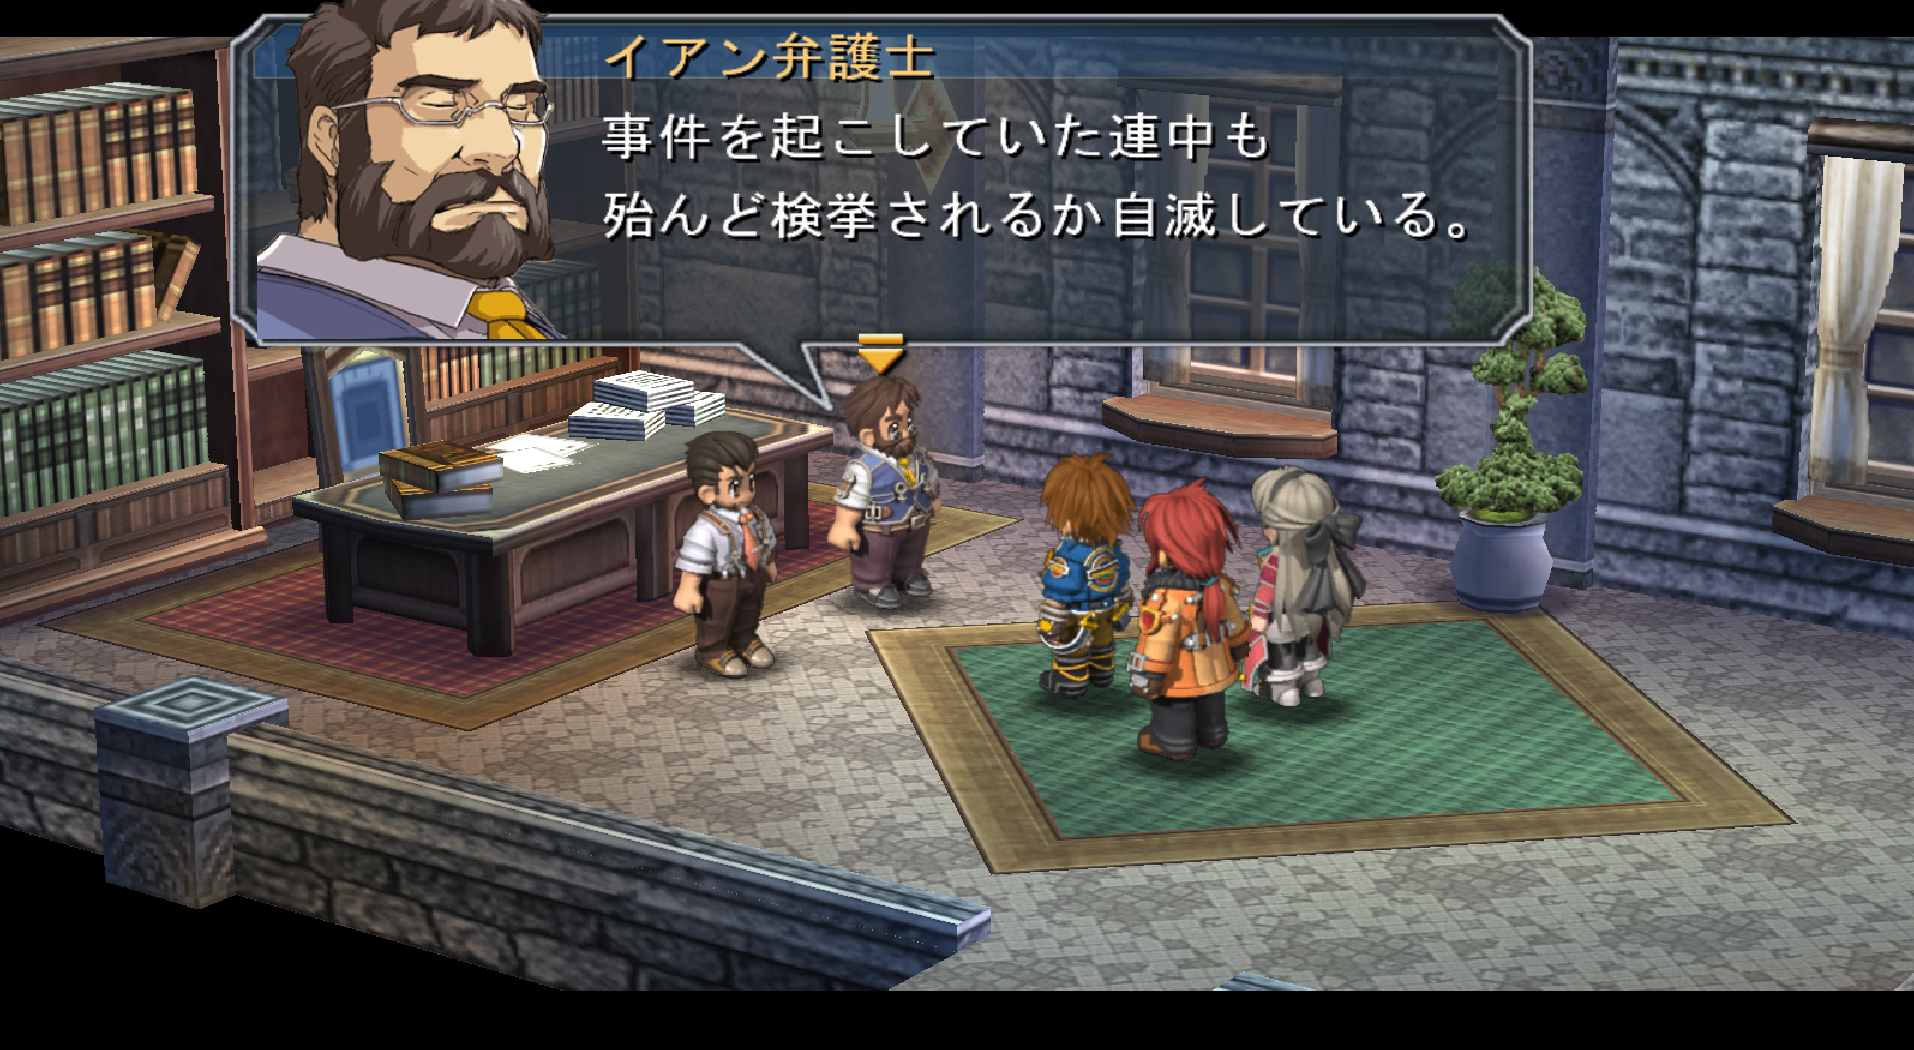 イアン弁護士
事件を起こしていた連中も
殆んど検挙されるか自滅している。